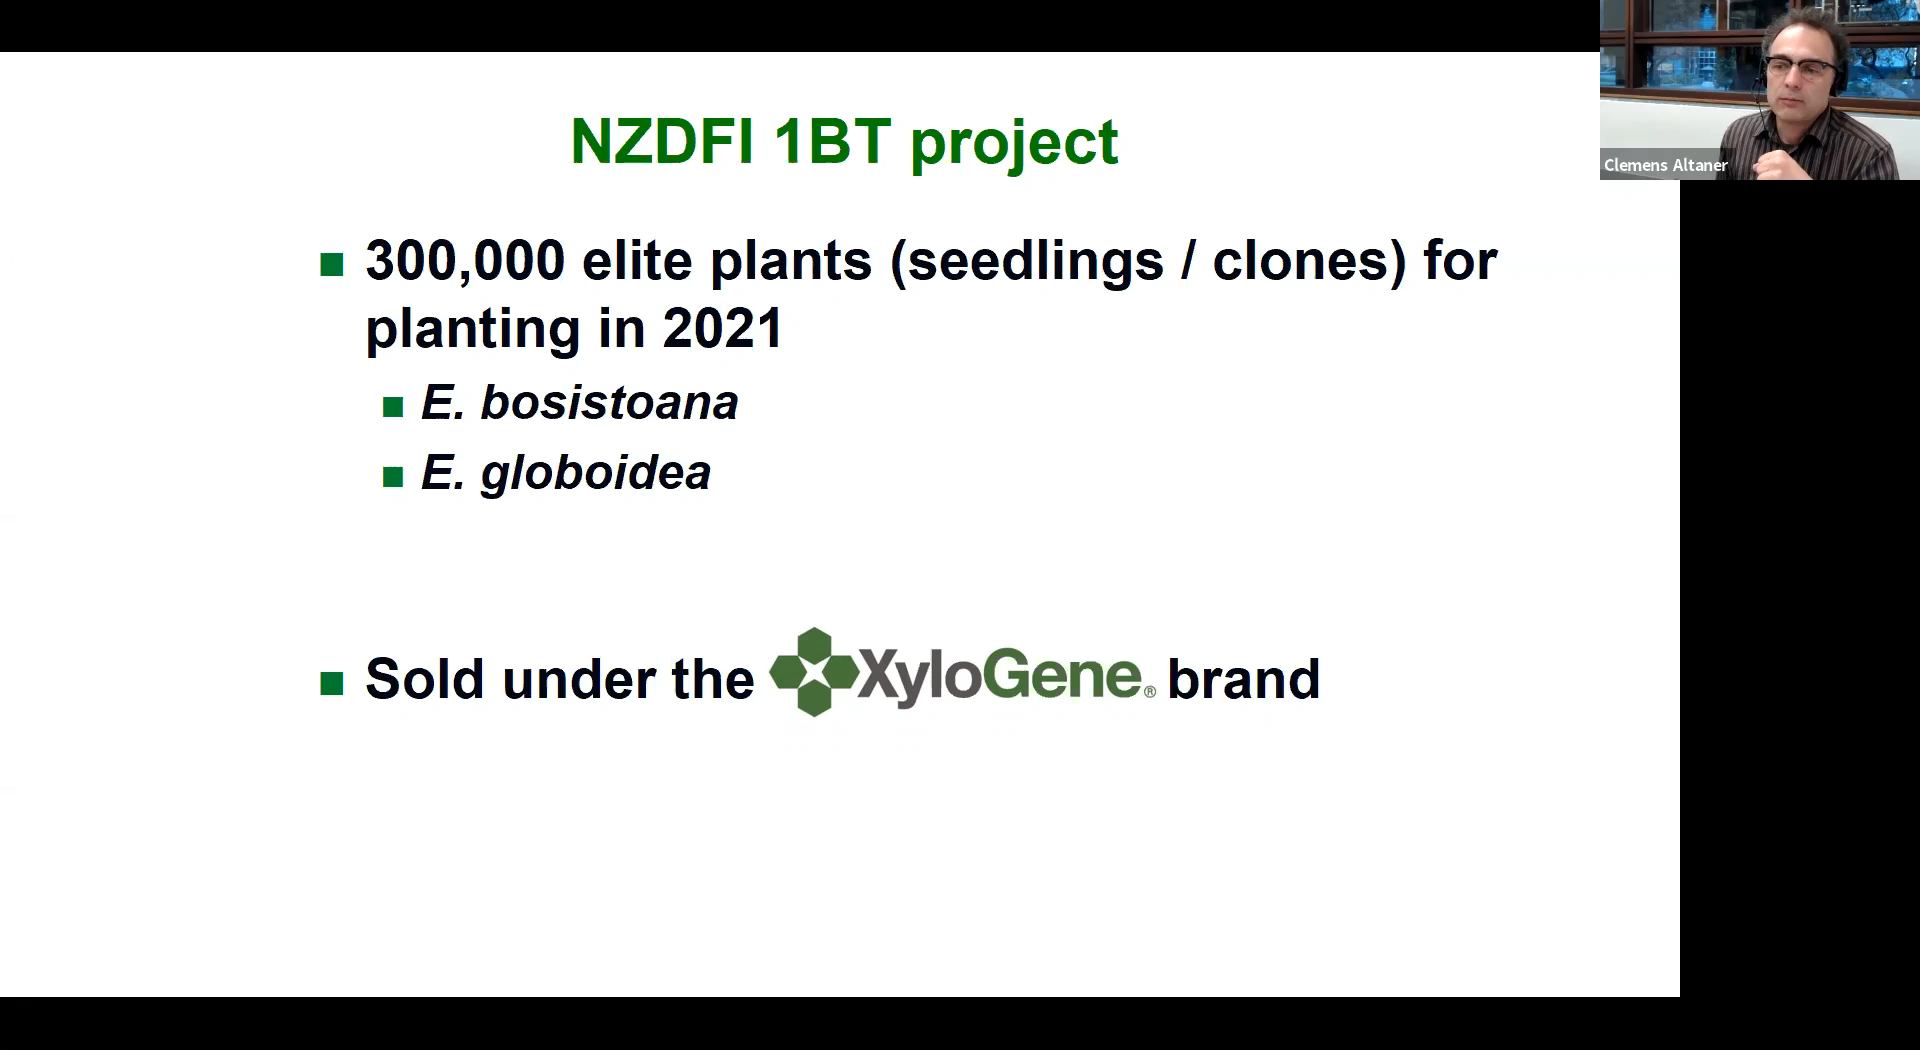 NZDFI 1BT project
300,000 elite plants (seedlings / clones) for
planting in 2021
E. bosistoana
E. globoidea
Sold under the XyloGene® brand
Clemens Altaner